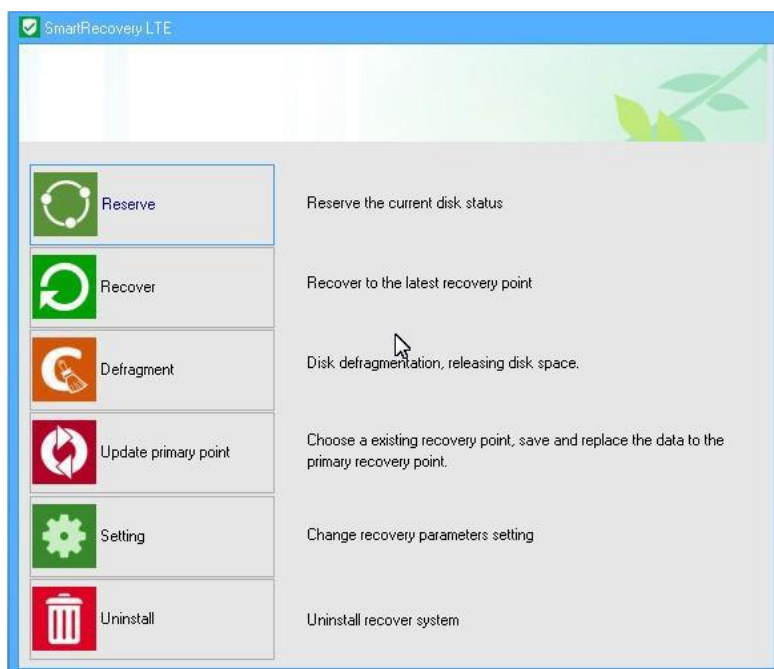 SmartRecovery LTE
Reserve
Reserve the current disk status
Recover
Recover to the latest recovery point
Defragment
Disk defragmentation, releasing disk space.
Update primary point
Choose a existing recovery point, save and replace the data to the
primary recovery point.
Setting
Change recovery parameters setting
Uninstall
Uninstall recover system